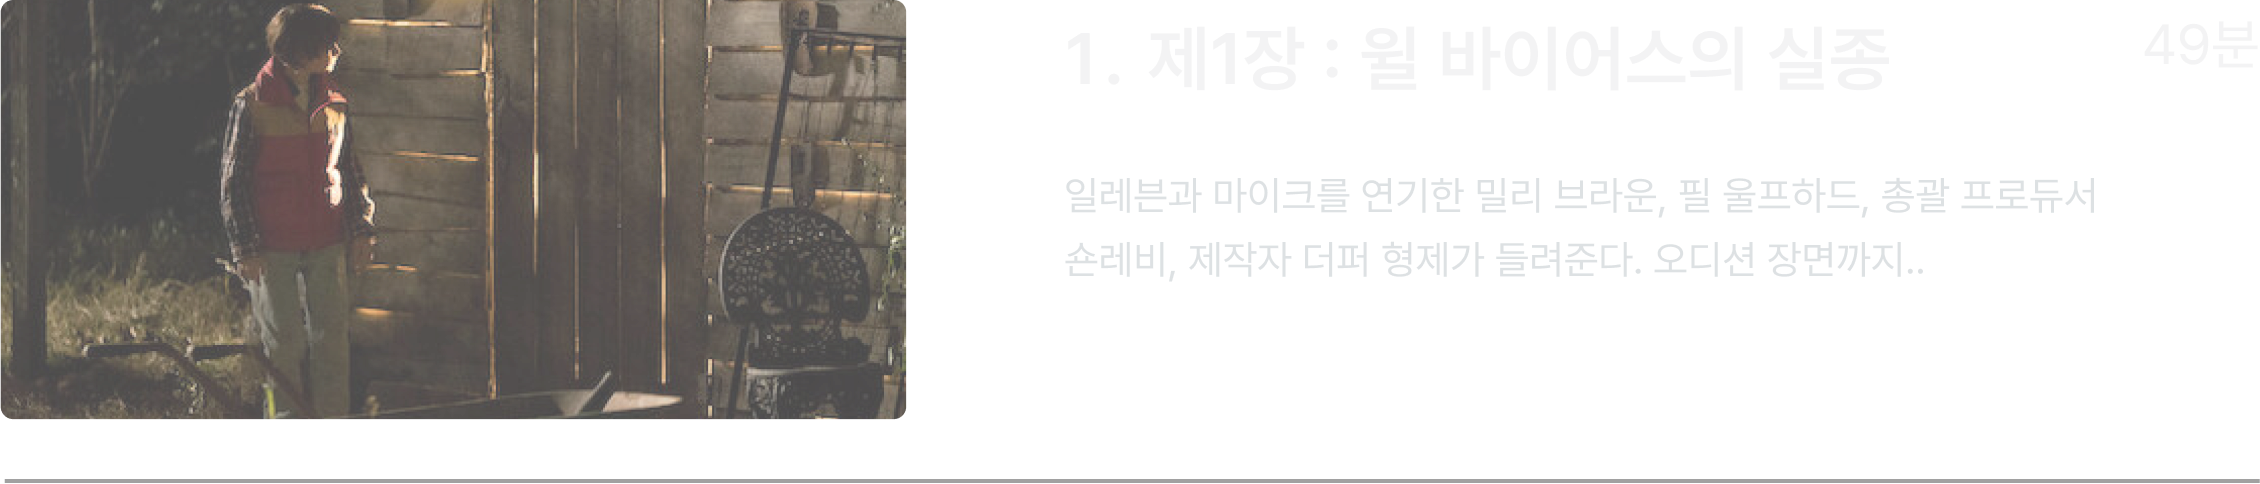 1. 제1장 : 윌 바이어스의 실종
49분
일레븐과 마이크를 연기한 밀리 브라운, 필 울프하드, 총괄 프로듀서
숀레비, 제작자 더퍼 형제가 들려준다. 오디션 장면까지..